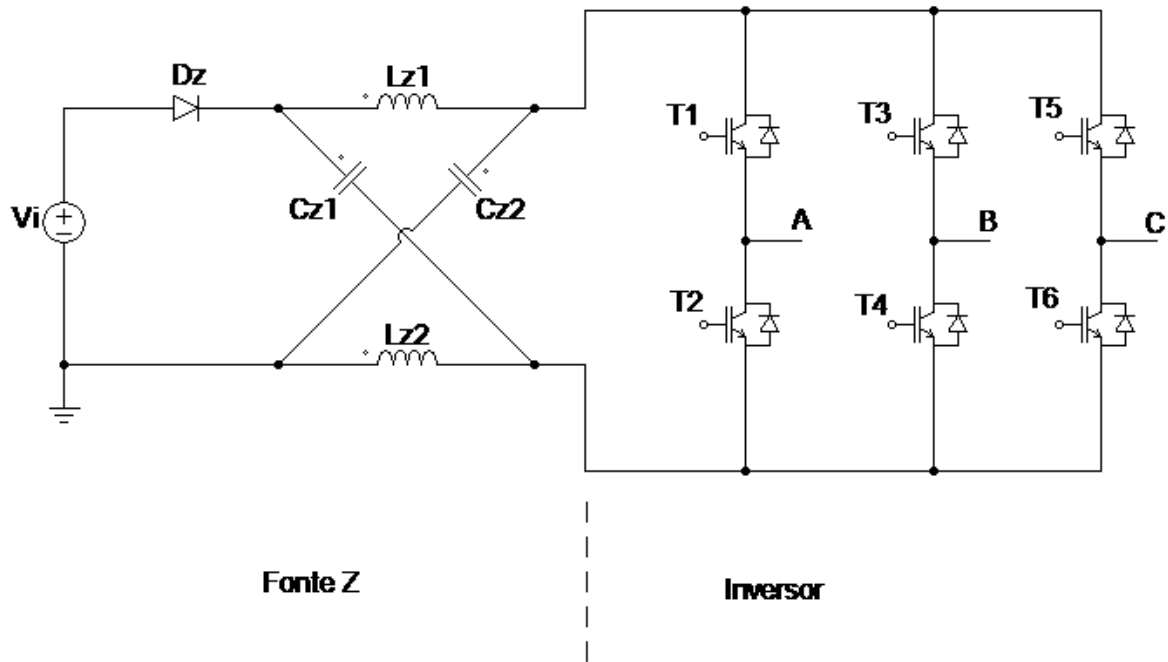 Dz
Lz1
Vi
Cz1
Cz2
Lz2
T1
T3
T5
A
B
C
T2
T4
T6
Fonte Z
Inversor